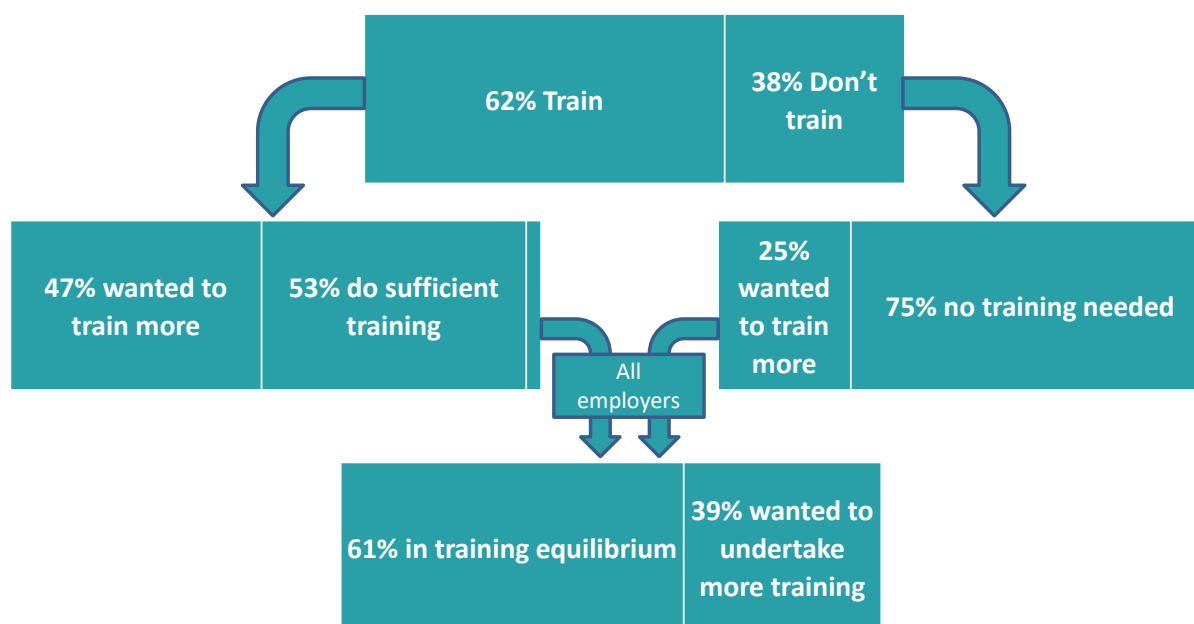 62% Train
38% Don’t
train
47% wanted to
train more
53% do sufficient
training
25%
wanted
to train
more
75% no training needed
All
employers
61% in training equilibrium
39% wanted to
undertake
more training